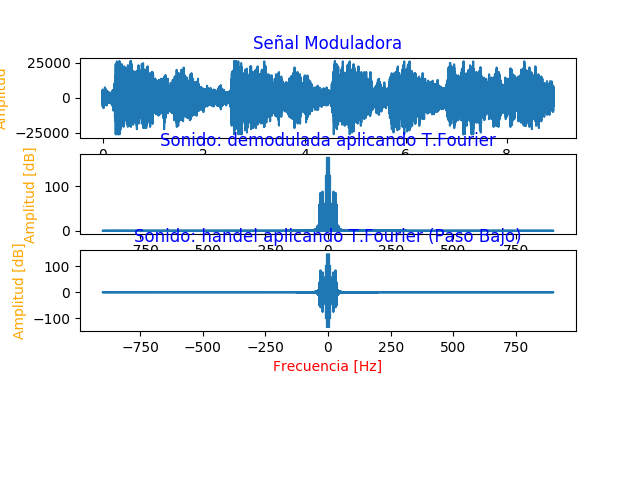 Señal Moduladora
25000
0
−25000
Amplitud
0 2 4 6 8
Sonido: demodulada aplicando T.Fourier
100
0
Amplitud [dB]
−750 −500 −250 0 250 500 750
Sonido: handel aplicando T.Fourier (Paso Bajo)
100
0
−100
Amplitud [dB]
−750 −500 −250 0 250 500 750
Frecuencia [Hz]